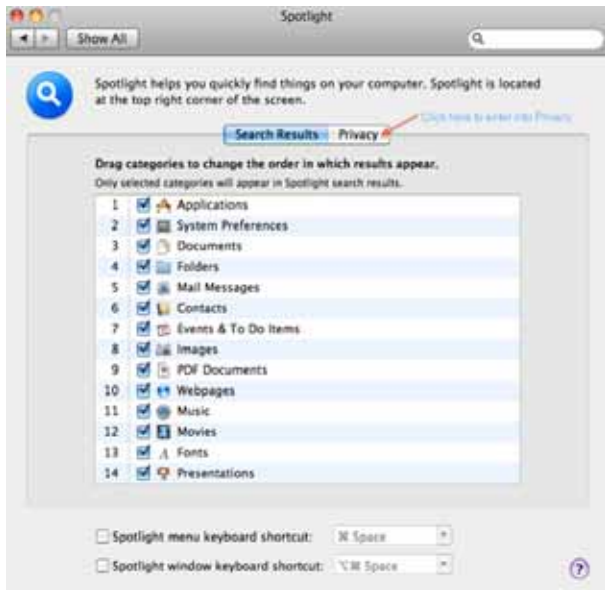 Spotlight
Show All
Spotlight helps you quickly find things on your computer. Spotlight is located
at the top right corner of the screen.
Click here to enter into Privacy
Search Results Privacy
Drag categories to change the order in which results appear.
Only selected categories will appear in Spotlight search results.
1 Applications
2 System Preferences
3 Documents
4 Folders
5 Mail Messages
6 Contacts
7 Events & To Do Items
8 Images
9 PDF Documents
10 Webpages
11 Music
12 Movies
13 Fonts
14 Presentations
Spotlight menu keyboard shortcut: ⌘ Space
Spotlight window keyboard shortcut: ⌥⌘ Space
?